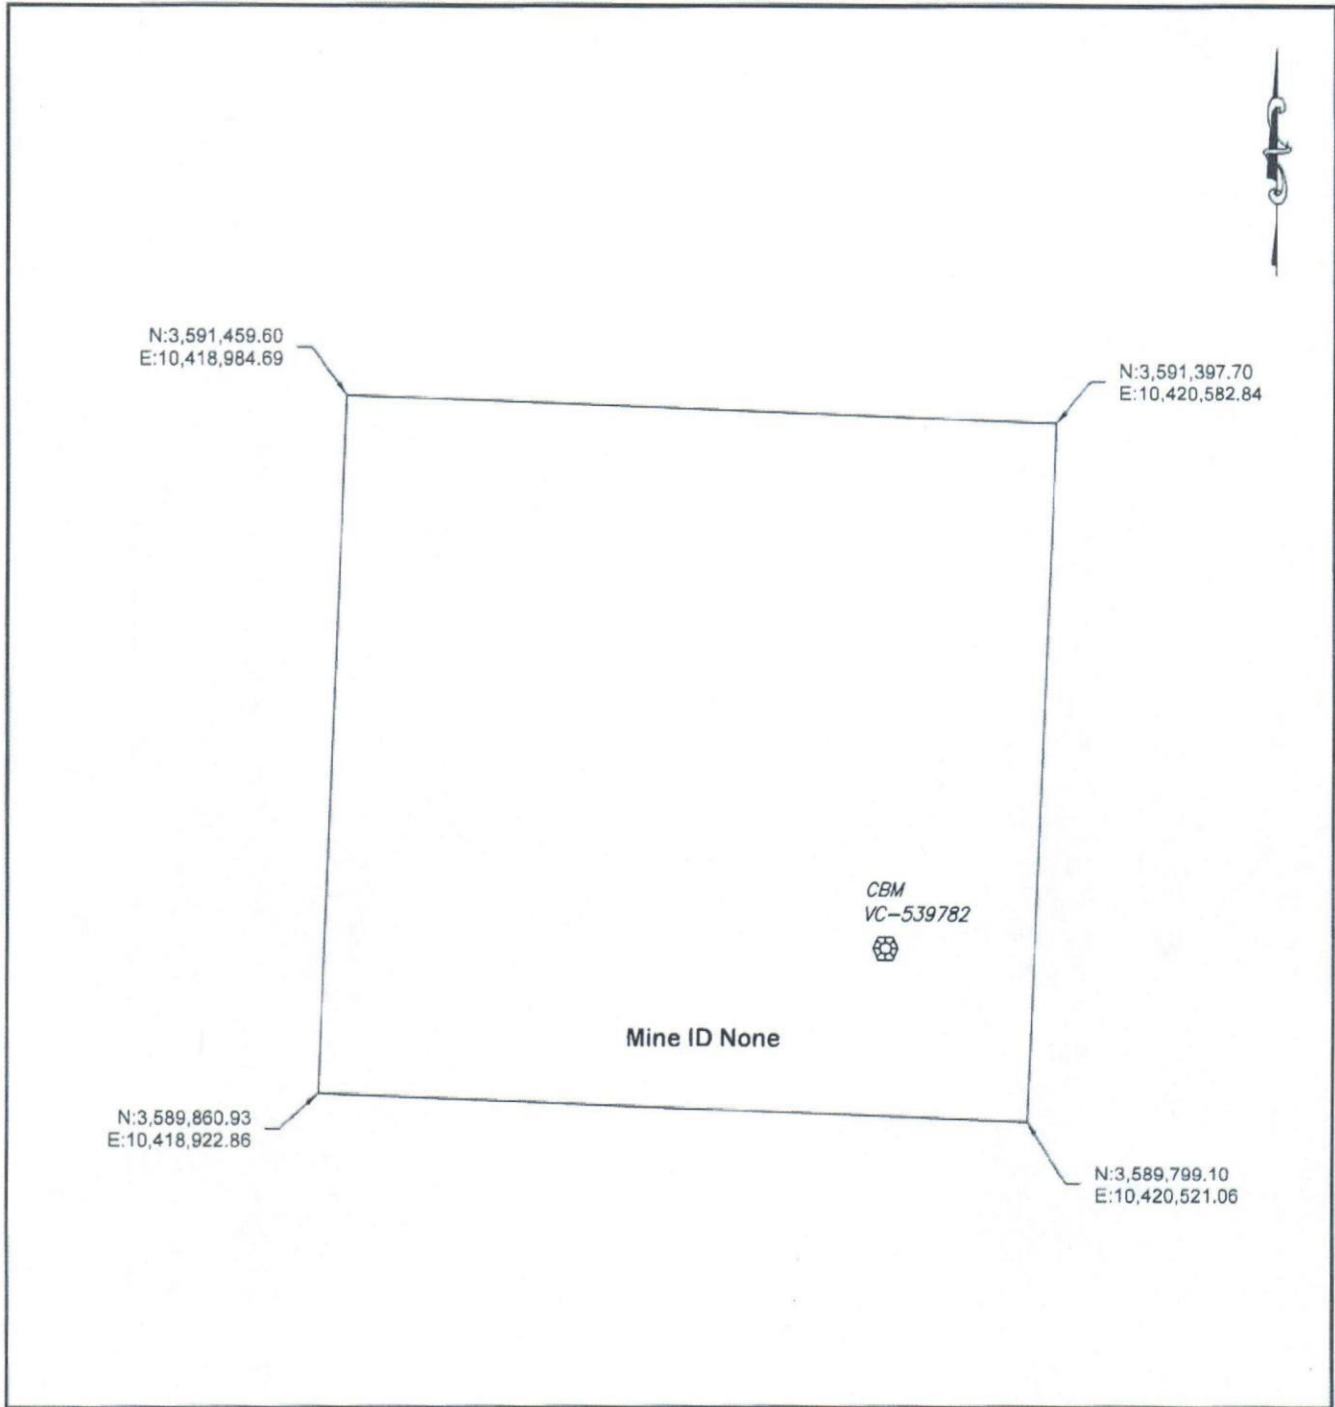 N:3,591,459.60
E:10,418,984.69
N:3,591,397.70
E:10,420,582.84
CBM
VC-539782
Mine ID None
N:3,589,860.93
E:10,418,922.86
N:3,589,799.10
E:10,420,521.06